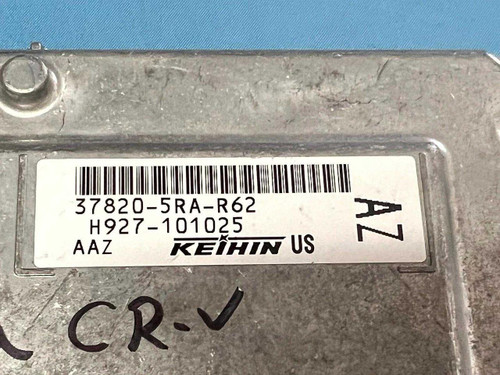 37820-5RA-R62
AZ
H927-101025
AAZ KEIHIN US
CR-V